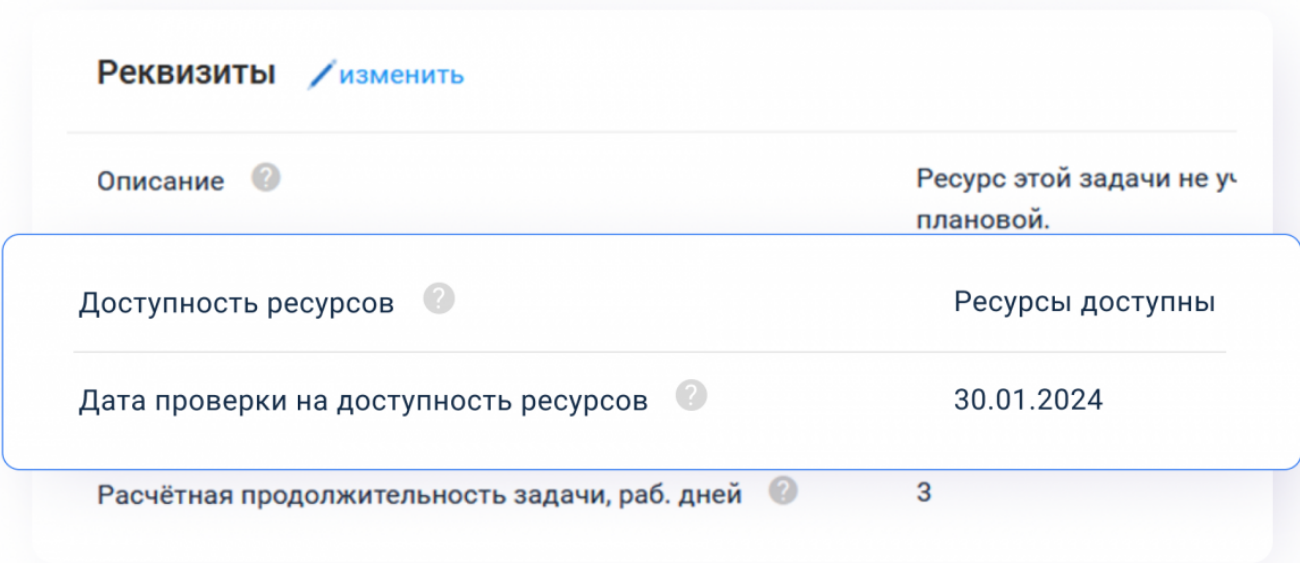 Реквизиты изменить
Описание ?
Ресурс этой задачи не
плановой.
Доступность ресурсов ? Ресурсы доступны
Дата проверки на доступность ресурсов ? 30.01.2024
Расчётная продолжительность задачи, раб. дней ? 3